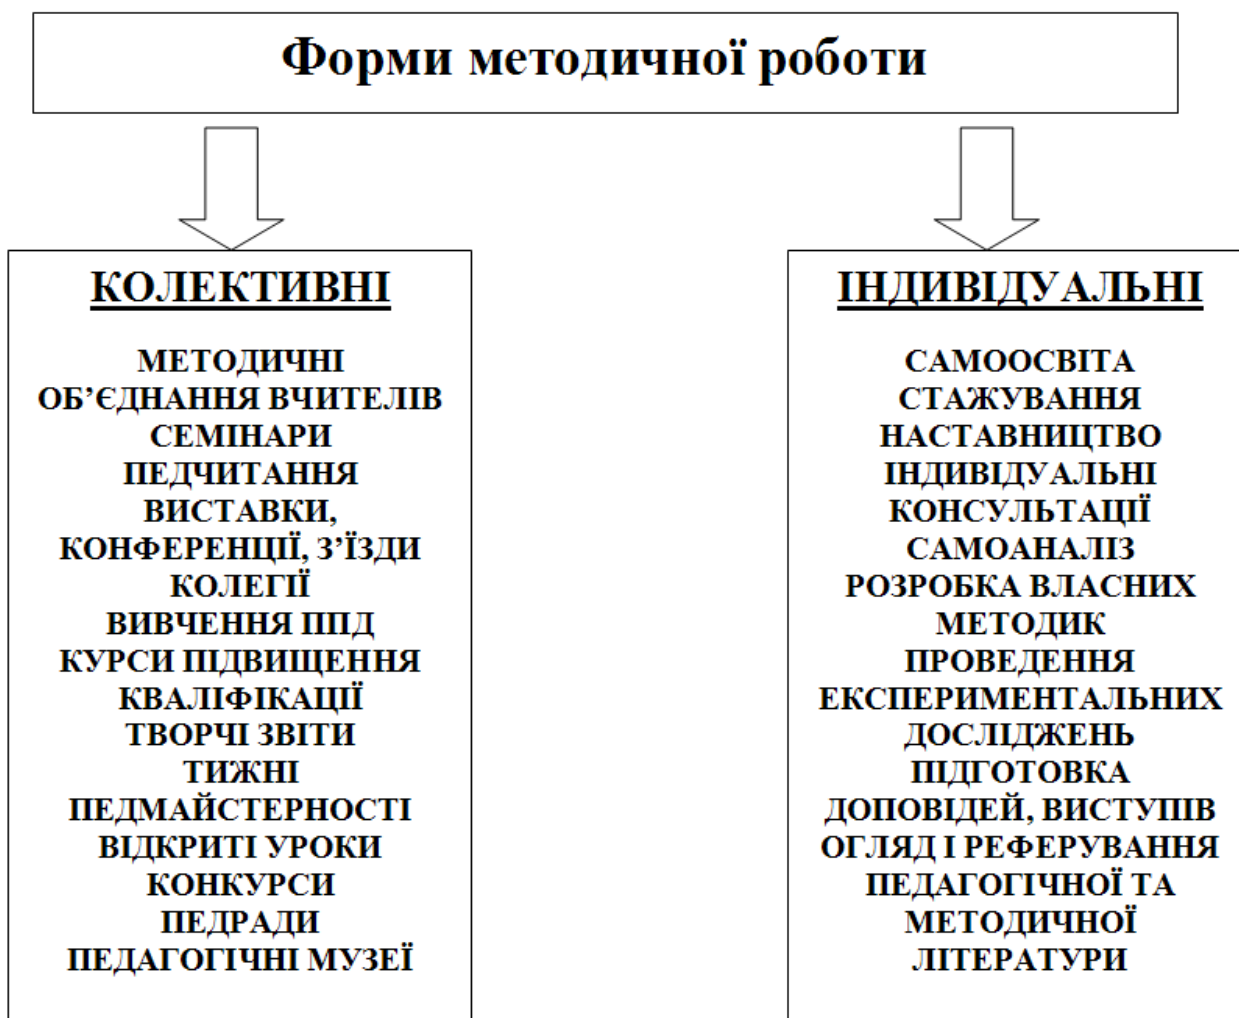 Форми методичної роботи
КОЛЕКТИВНІ
МЕТОДИЧНІ
ОБ’ЄДНАННЯ ВЧИТЕЛІВ
СЕМІНАРИ
ПЕДЧИТАННЯ
ВИСТАВКИ,
КОНФЕРЕНЦІЇ, З’ЇЗДИ
КОЛЕГІЇ
ВИВЧЕННЯ ППД
КУРСИ ПІДВИЩЕННЯ
КВАЛІФІКАЦІЇ
ТВОРЧІ ЗВІТИ
ТИЖНІ
ПЕДМАЙСТЕРНОСТІ
ВІДКРИТІ УРОКИ
КОНКУРСИ
ПЕДРАДИ
ПЕДАГОГІЧНІ МУЗЕЇ
ІНДИВІДУАЛЬНІ
САМООСВІТА
СТАЖУВАННЯ
НАСТАВНИЦТВО
ІНДИВІДУАЛЬНІ
КОНСУЛЬТАЦІЇ
САМОАНАЛІЗ
РОЗРОБКА ВЛАСНИХ
МЕТОДИК
ПРОВЕДЕННЯ
ЕКСПЕРИМЕНТАЛЬНИХ
ДОСЛІДЖЕНЬ
ПІДГОТОВКА
ДОПОВІДЕЙ, ВИСТУПІВ
ОГЛЯД І РЕФЕРУВАННЯ
ПЕДАГОГІЧНОЇ ТА
МЕТОДИЧНОЇ
ЛІТЕРАТУРИ